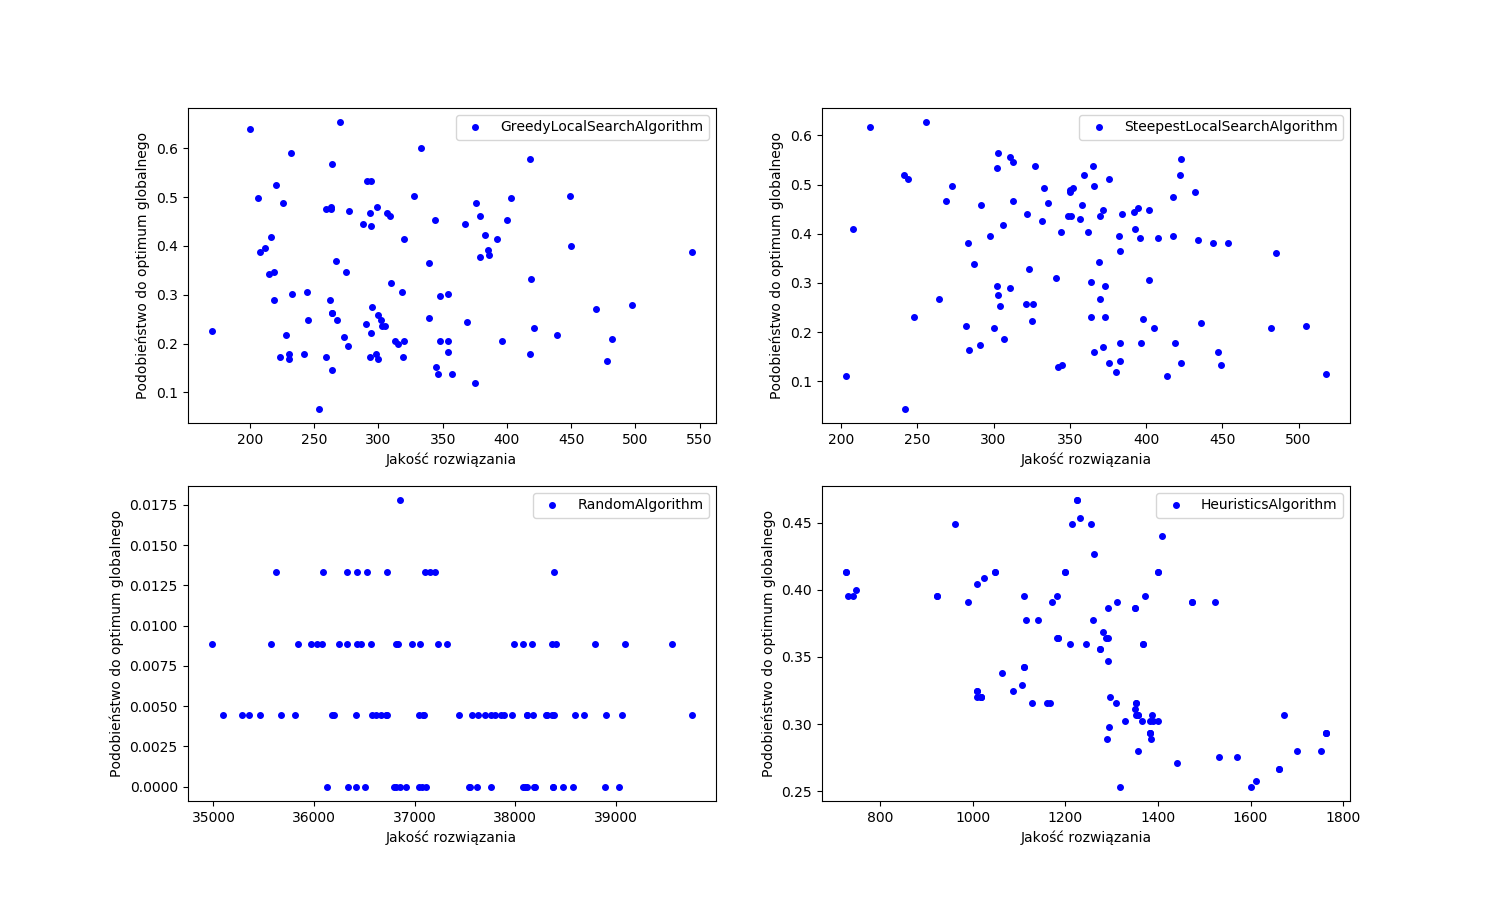 GreedyLocalSearchAlgorithm
Podobieństwo do optimum globalnego
0.6
0.5
0.4
0.3
0.2
0.1
200 250 300 350 400 450 500 550
Jakość rozwiązania
SteepestLocalSearchAlgorithm
Podobieństwo do optimum globalnego
0.6
0.5
0.4
0.3
0.2
0.1
200 250 300 350 400 450 500
Jakość rozwiązania
RandomAlgorithm
Podobieństwo do optimum globalnego
0.0175
0.0150
0.0125
0.0100
0.0075
0.0050
0.0025
0.0000
35000 36000 37000 38000 39000
Jakość rozwiązania
HeuristicsAlgorithm
Podobieństwo do optimum globalnego
0.45
0.40
0.35
0.30
0.25
800 1000 1200 1400 1600 1800
Jakość rozwiązania